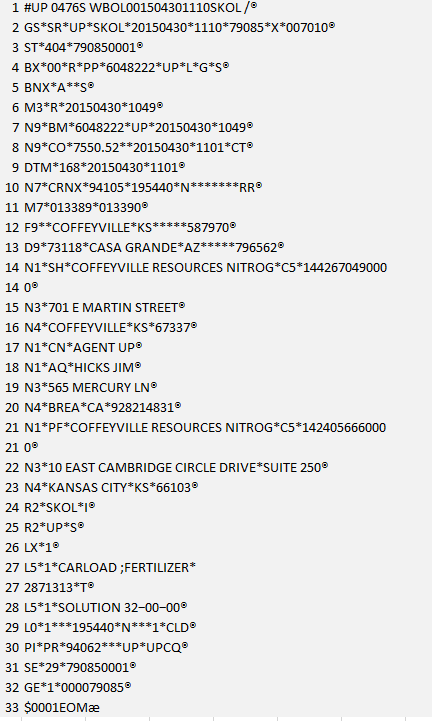 1 #UP 0476S WBOL001504301110SKOL /®
2 GS*SR*UP*SKOL*20150430*1110*79085*X*007010®
3 ST*404*790850001®
4 BX*00*R*PP*6048222*UP*L*G*S®
5 BNX*A**S®
6 M3*R*20150430*1049®
7 N9*BM*6048222*UP*20150430*1049®
8 N9*CO*7550.52**20150430*1101*CT®
9 DTM*168*20150430*1101®
10 N7*CRNX*94105*195440*N*******RR®
11 M7*013389*013390®
12 F9**COFFEYVILLE*KS*****587970®
13 D9*73118*CASA GRANDE*AZ*****796562®
14 N1*SH*COFFEYVILLE RESOURCES NITROG*C5*144267049000
14 0®
15 N3*701 E MARTIN STREET®
16 N4*COFFEYVILLE*KS*67337®
17 N1*CN*AGENT UP®
18 N1*AQ*HICKS JIM®
19 N3*565 MERCURY LN®
20 N4*BREA*CA*928214831®
21 N1*PF*COFFEYVILLE RESOURCES NITROG*C5*142405666000
21 0®
22 N3*10 EAST CAMBRIDGE CIRCLE DRIVE*SUITE 250®
23 N4*KANSAS CITY*KS*66103®
24 R2*SKOL*I®
25 R2*UP*S®
26 LX*1®
27 L5*1*CARLOAD ;FERTILIZER*
27 2871313*T®
28 L5*1*SOLUTION 32−00−00®
29 L0*1***195440*N***1*CLD®
30 PI*PR*94062***UP*UPCQ®
31 SE*29*790850001®
32 GE*1*000079085®
33 $0001EOMæ